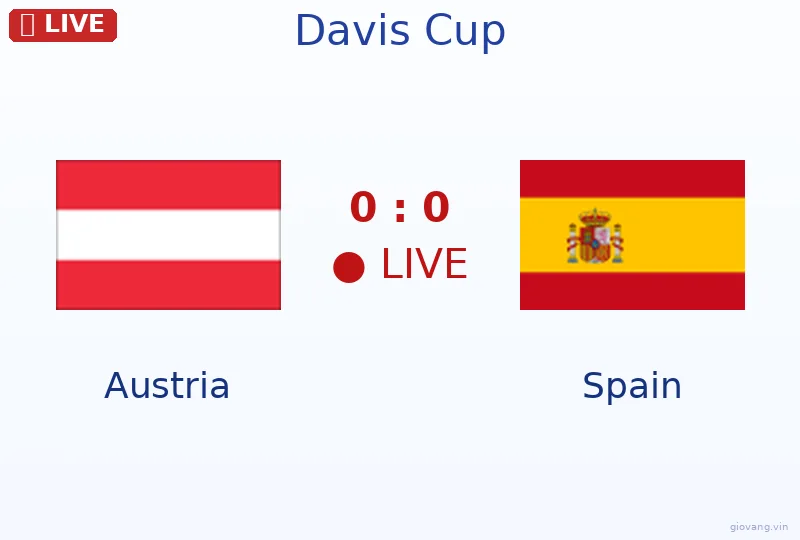 LIVE
Davis Cup
0 : 0
● LIVE
Austria
Spain
giovang.vin